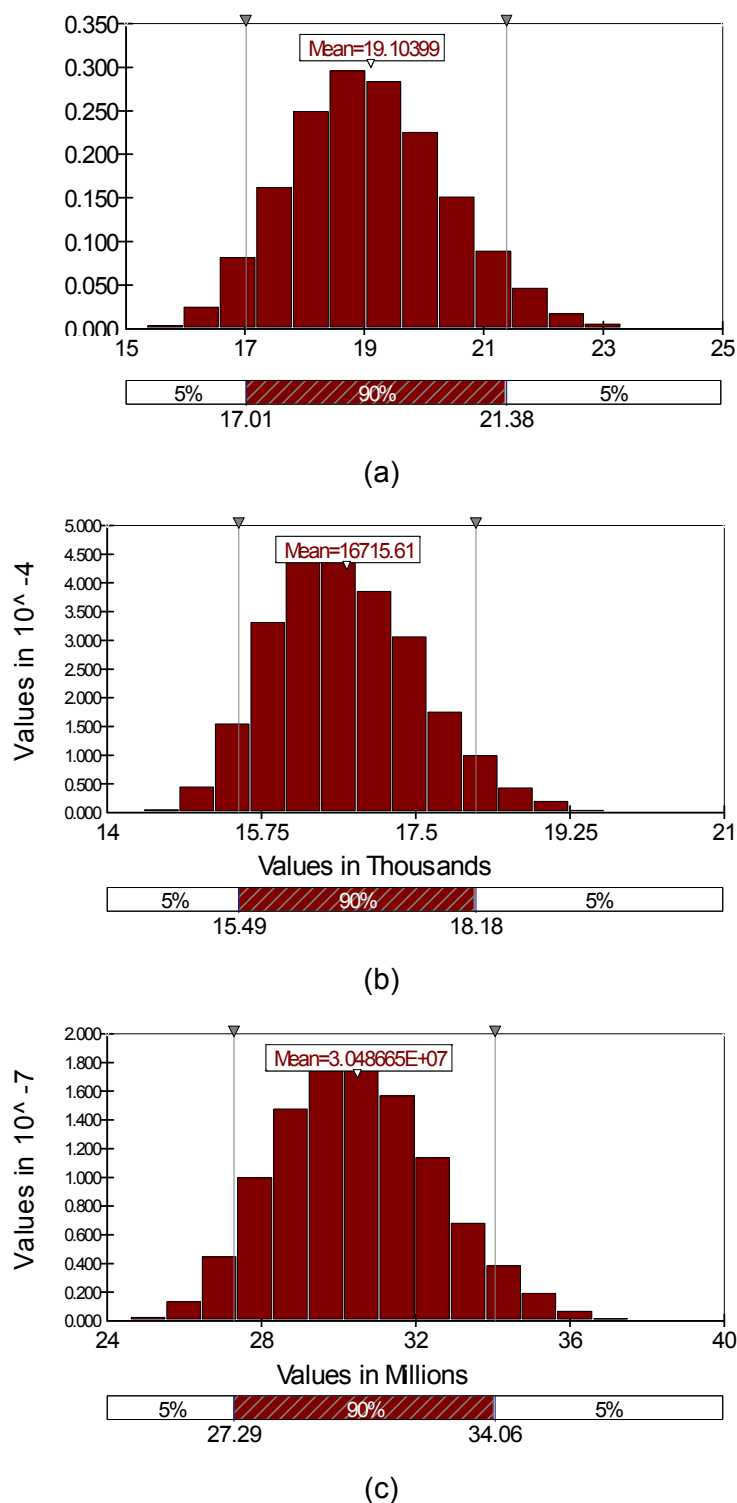 0.350
Mean=19.10399
0.300
0.250
0.200
0.150
0.100
0.050
0.000
15 17 19 21 23 25
5% 90% 5%
17.01 21.38
(a)
Values in 10^ -4
5.000
Mean=16715.61
4.500
4.000
3.500
3.000
2.500
2.000
1.500
1.000
0.500
0.000
14 15.75 17.5 19.25 21
Values in Thousands
5% 90% 5%
15.49 18.18
(b)
Values in 10^ -7
2.000
Mean=3.048665E+07
1.800
1.600
1.400
1.200
1.000
0.800
0.600
0.400
0.200
0.000
24 28 32 36 40
Values in Millions
5% 90% 5%
27.29 34.06
(c)